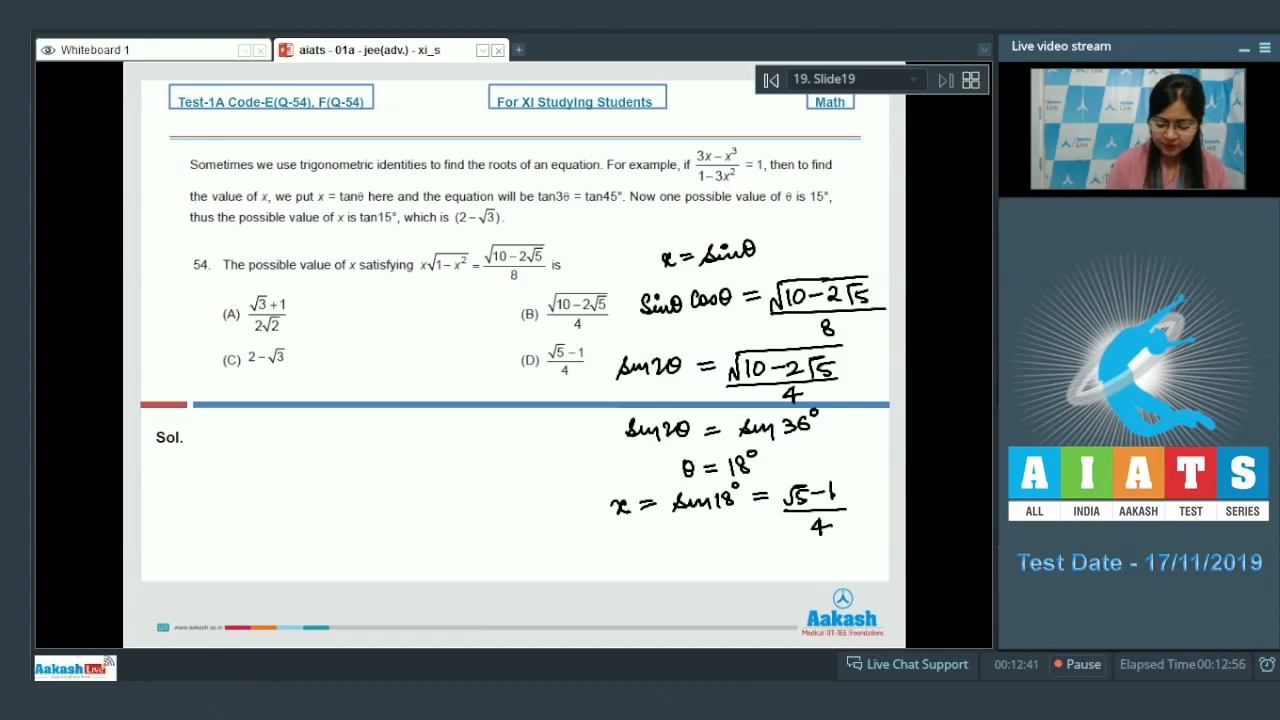 Whiteboard 1
aiats - 01a - jee(adv.) - xi_s
Live video stream
19. Slide19
Test-1A Code-E(Q-54), F(Q-54)
For XI Studying Students
Math
Sometimes we use trigonometric identities to find the roots of an equation. For example, if (3x – x³)/(1 – 3x²) = 1, then to find
the value of x, we put x = tanθ here and the equation will be tan3θ = tan45°. Now one possible value of θ is 15°,
thus the possible value of x is tan15°, which is (2 – √3).
54. The possible value of x satisfying x√(1 – x²) = √(10 – 2√5)/8 is
(A) (√3 + 1)/(2√2)
(B) √(10 – 2√5)/4
(C) 2 – √3
(D) (√5 – 1)/4
x = sinθ
sinθ cosθ = √(10 – 2√5)/8
sin2θ = √(10 – 2√5)/4
sin2θ = sin 36°
θ = 18°
x = sin18° = (√5 – 1)/4
Sol.
www.aakash.ac.in
Aakash
Medical|IIT-JEE|Foundations
A I A T S
ALL INDIA AAKASH TEST SERIES
Test Date - 17/11/2019
Aakash Live
Live Chat Support
00:12:41
Pause
Elapsed Time 00:12:56